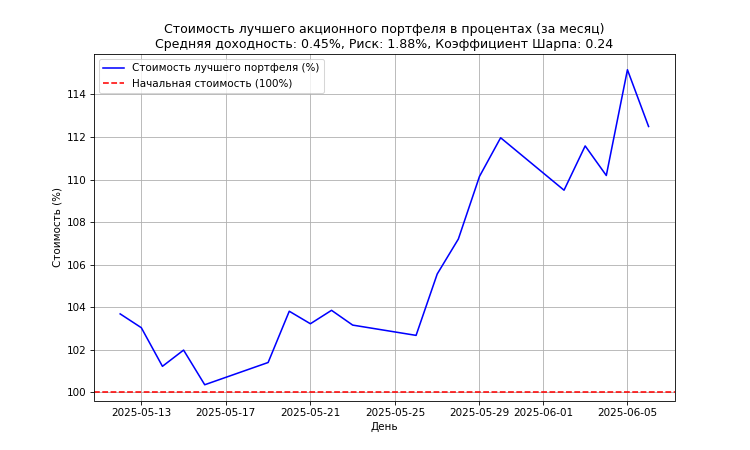 Стоимость лучшего акционного портфеля в процентах (за месяц)
Средняя доходность: 0.45%, Риск: 1.88%, Коэффициент Шарпа: 0.24
Стоимость лучшего портфеля (%)
Начальная стоимость (100%)
Стоимость (%)
114
112
110
108
106
104
102
100
2025-05-13 2025-05-17 2025-05-21 2025-05-25 2025-05-29 2025-06-01 2025-06-05
День